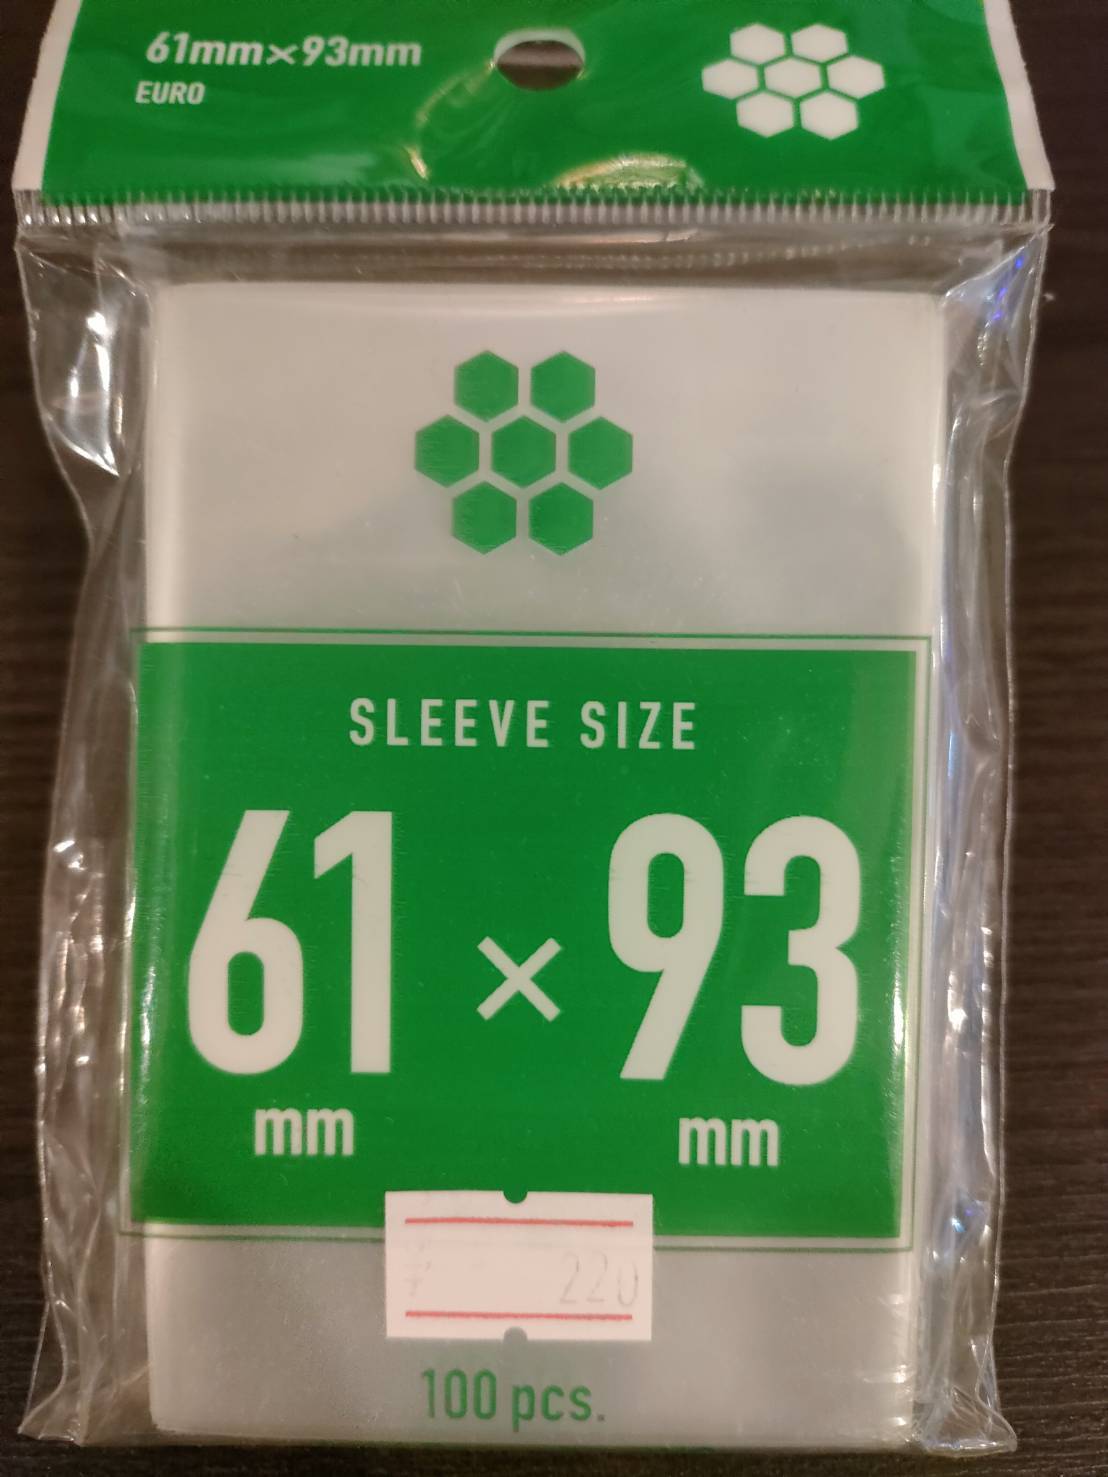 61mm×93mm
EURO
SLEEVE SIZE
61 × 93
mm mm
220
100 pcs.